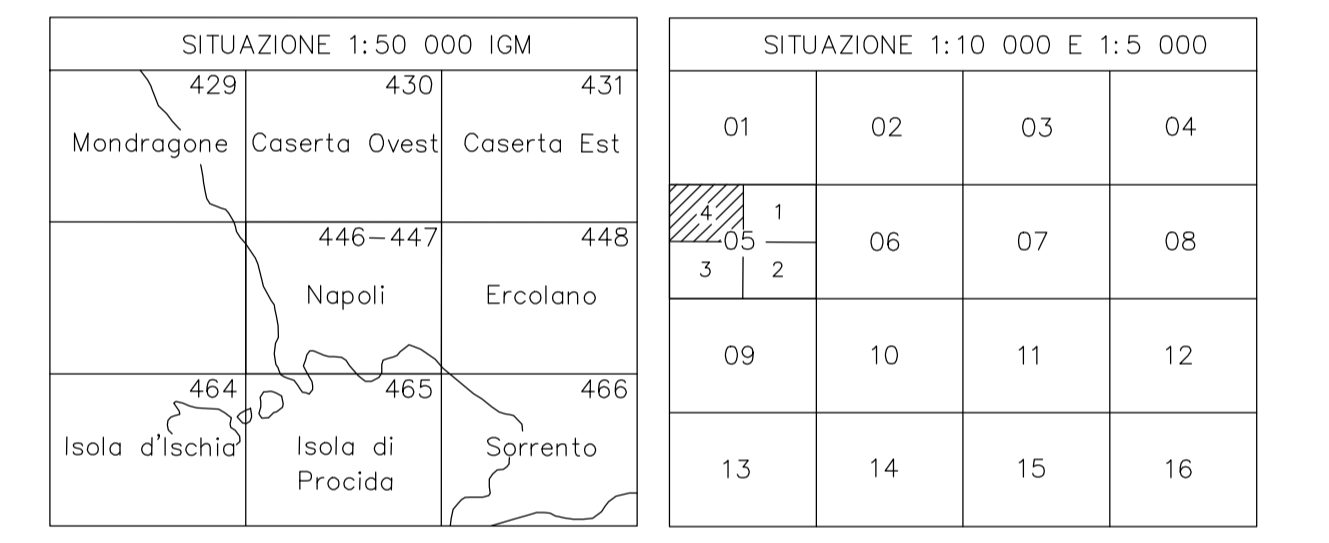 SITUAZIONE 1:50 000 IGM
429
430
431
Mondragone
Caserta Ovest
Caserta Est
446-447
448
Napoli
Ercolano
464
465
466
Isola d'Ischia
Isola di
Procida
Sorrento
SITUAZIONE 1:10 000 E 1:5 000
01
02
03
04
4
1
05
3
2
06
07
08
09
10
11
12
13
14
15
16